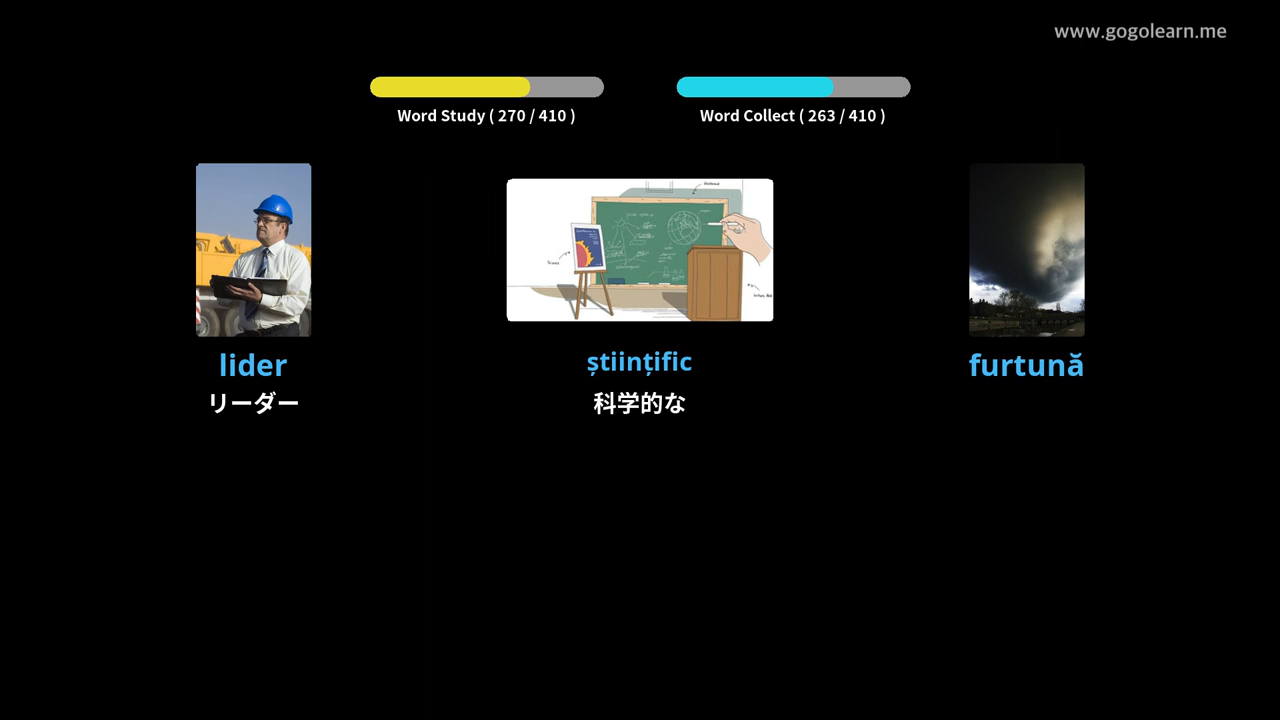 www.gogolearn.me
Word Study ( 270 / 410 )
Word Collect ( 263 / 410 )
lider
științific
furtună
リーダー
科学的な